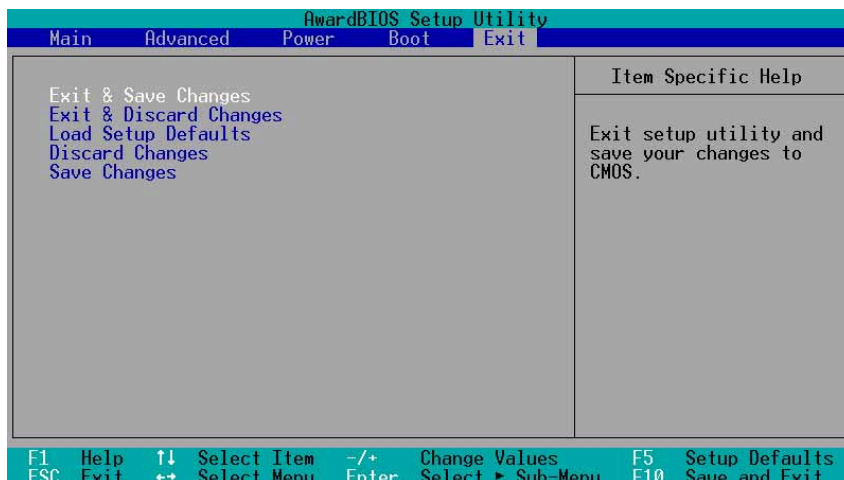 AwardBIOS Setup Utility
Main Advanced Power Boot Exit
Item Specific Help
Exit & Save Changes
Exit & Discard Changes
Load Setup Defaults
Discard Changes
Save Changes
Exit setup utility and
save your changes to
CMOS.
F1 Help ↑↓ Select Item -/+ Change Values F5 Setup Defaults
ESC Exit ←→ Select Menu Enter Select ► Sub-Menu F10 Save and Exit